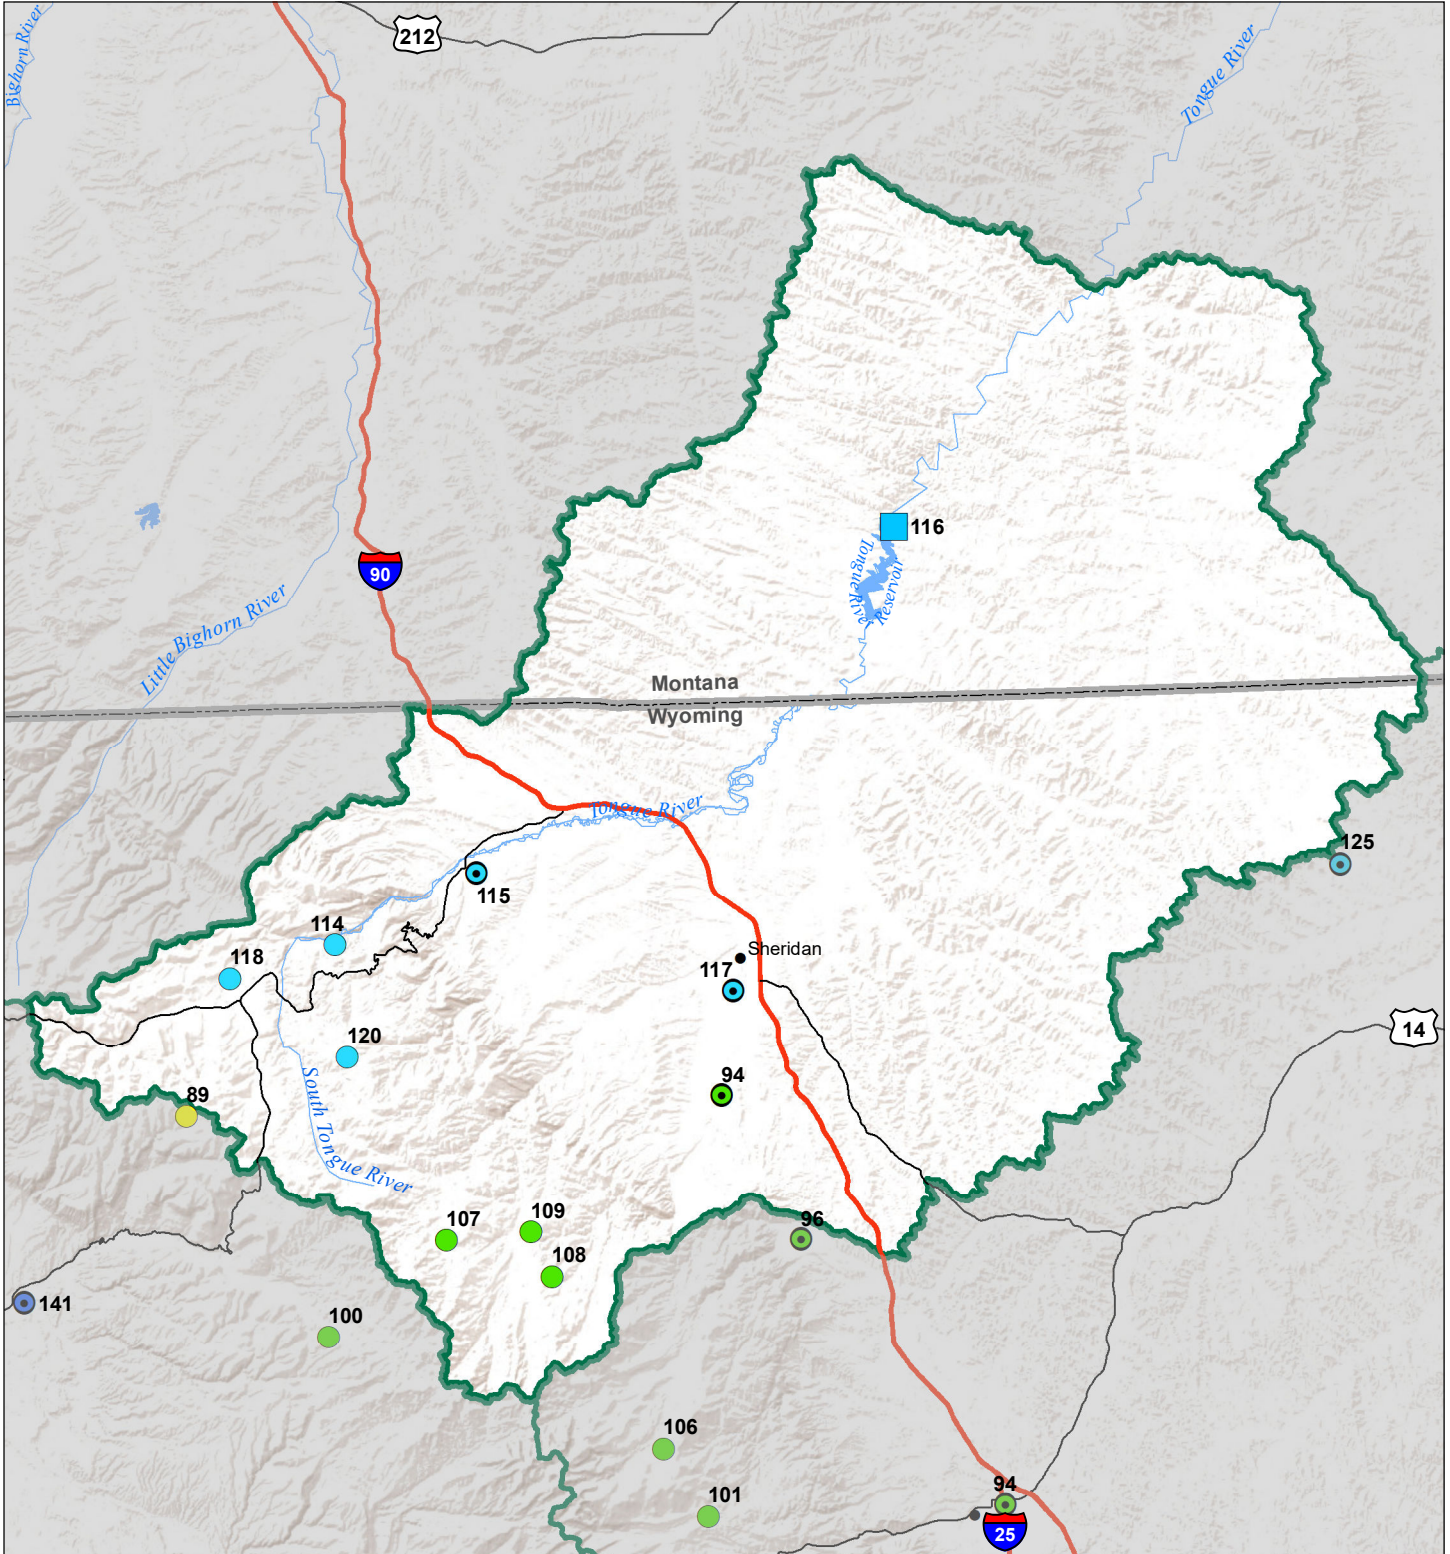 Bighorn River
212
Tongue River
116
Tongue River
Reservoir
90
Little Bighorn River
Montana
Wyoming
Tongue River
125
115
114
118
Sheridan
117
14
120
94
89
South Tongue River
107
109
96
108
141
100
106
94
101
25